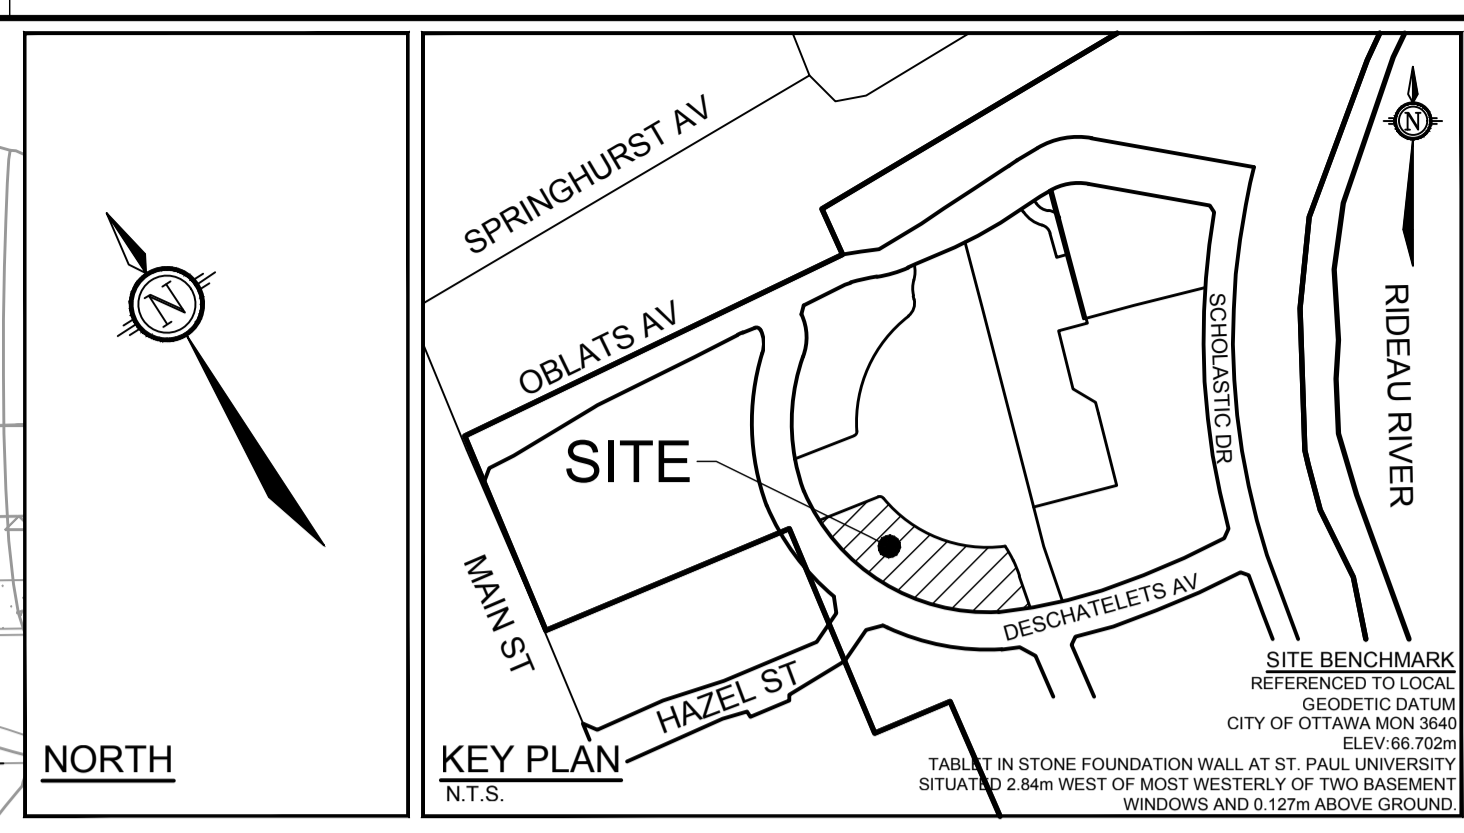 N
NORTH
SPRINGHURST AV
OBLATS AV
SITE
MAIN ST
HAZEL ST
DESCHATELETS AV
SCHOLASTIC DR
RIDEAU RIVER
N
KEY PLAN
N.T.S.
SITE BENCHMARK
REFERENCED TO LOCAL
GEODETIC DATUM
CITY OF OTTAWA MON 3640
ELEV:66.702m
TABLET IN STONE FOUNDATION WALL AT ST. PAUL UNIVERSITY
SITUATED 2.84m WEST OF MOST WESTERLY OF TWO BASEMENT
WINDOWS AND 0.127m ABOVE GROUND.